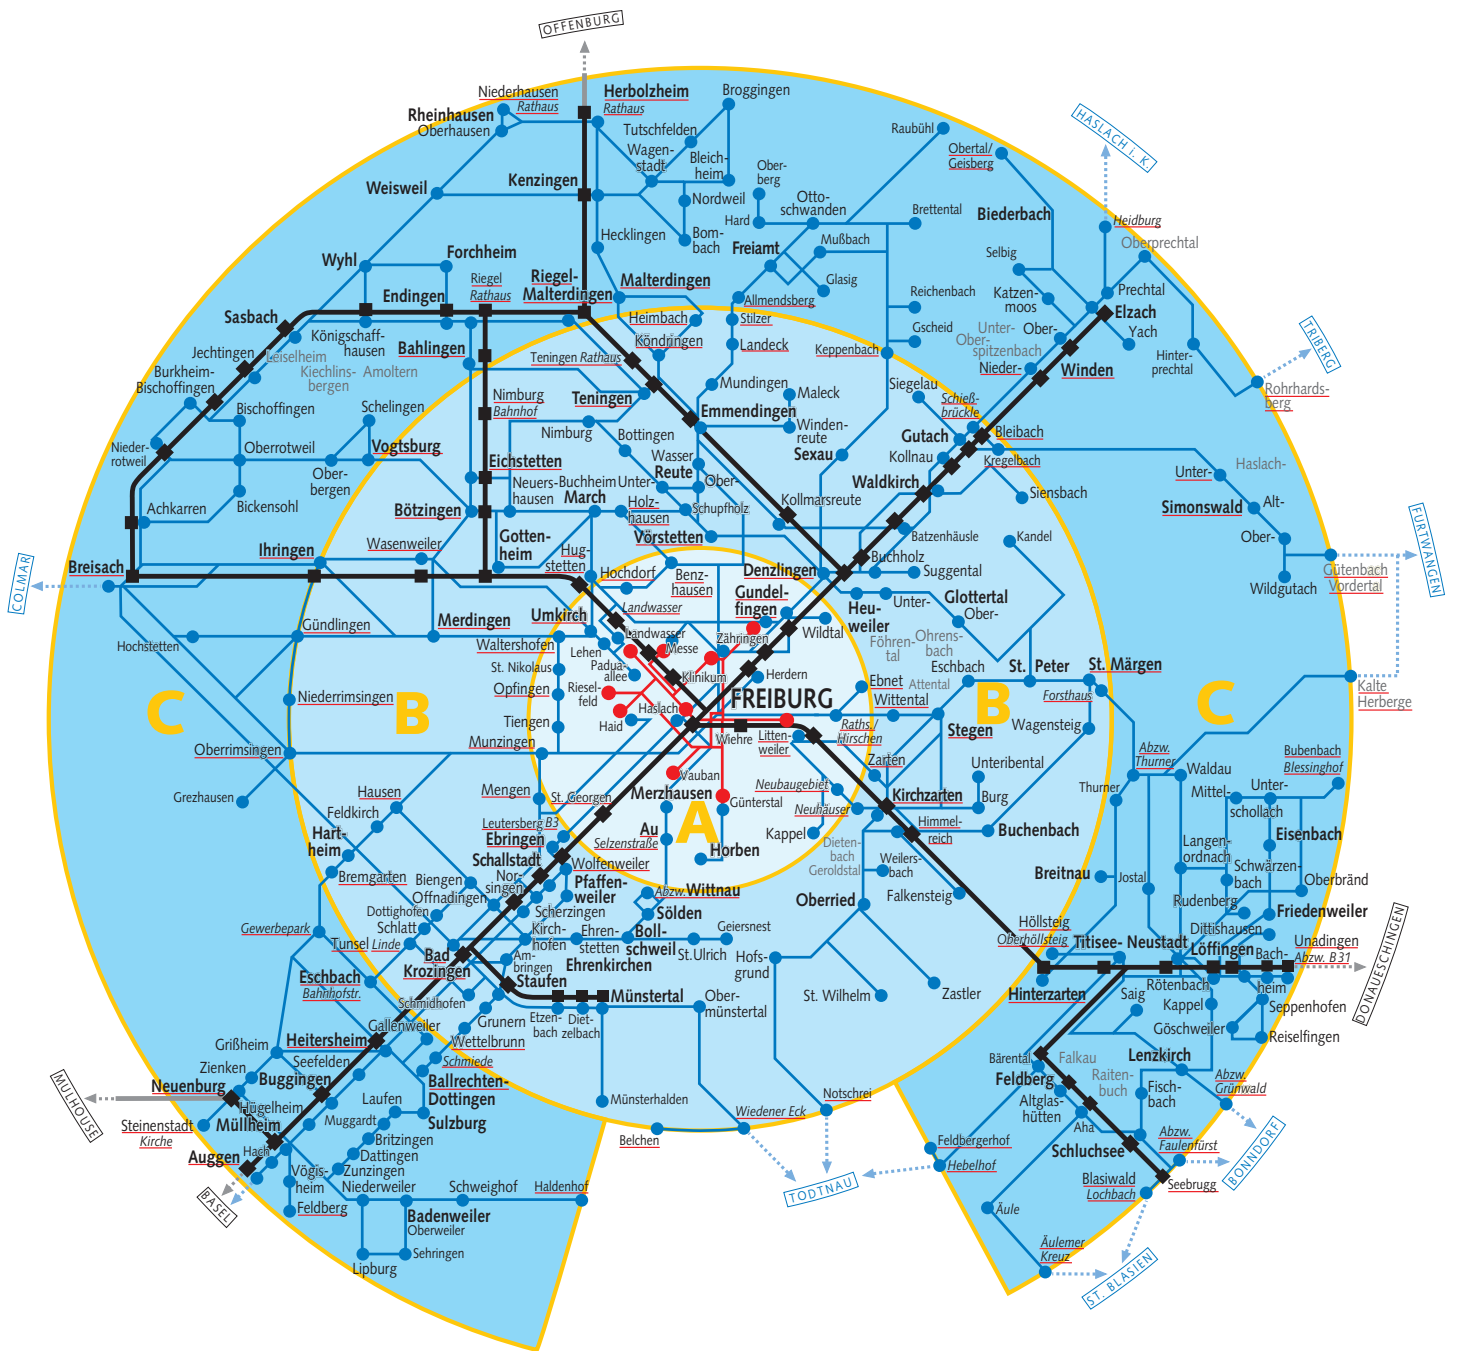 OFFENBURG
Niederhausen
Rathaus
Rheinhausen
Oberhausen
Herbolzheim
Rathaus
Broggingen
Tutschfelden
Wagen-
stadt
Bleich-
heim
Raubühl
Obertal/
Geisberg
HASLACH i. K.
Weisweil
Kenzingen
Nordweil
Ober-
berg
Hard
Otto-
schwanden
Brettental
Biederbach
Heidburg
Oberprechtal
Hecklingen
Bom-
bach
Freiamt
Mußbach
Glasig
Selbig
Katzen-
moos
Prechtal
Wyhl
Forchheim
Riegel
Rathaus
Endingen
Riegel-
Malterdingen
Malterdingen
Allmendsberg
Reichenbach
Elzach
Yach
TRIBERG
Sasbach
Königschaff-
hausen
Heimbach
Stilzer
Landeck
Keppenbach
Gscheid
Unter-
Ober-
spitzenbach
Ober-
Nieder-
Winden
Hinter-
prechtal
Rohrhards-
berg
Jechtingen
Leiselheim
Kiechlins-
bergen
Amoltern
Bahlingen
Teningen Rathaus
Köndringen
Burkheim-
Bischoffingen
Bischoffingen
Schelingen
Nimburg
Bahnhof
Teningen
Mundingen
Maleck
Siegelau
Schieß-
brückle
Emmendingen
Winden-
reute
Sexau
Gutach
Kollnau
Bleibach
Kregelbach
Nieder-
rotweil
Oberrotweil
Ober-
bergen
Vogtsburg
Nimburg
Bottingen
Eichstetten
Wasser
Reute
Ober-
Unter-
Buchheim
Neuers-
hausen
March
Holz-
hausen
Schupfholz
Kollmarsreute
Waldkirch
Siensbach
Unter-
Haslach-
Simonswald
Alt-
Ober-
Wildgutach
Gütenbach
Vordertal
FURTWANGEN
Achkarren
Bickensohl
Bötzingen
Gotten-
heim
Vörstetten
Batzenhäusle
Kandel
Ihringen
Wasenweiler
Hug-
stetten
Hochdorf
Benz-
hausen
Denzlingen
Buchholz
Suggental
Breisach
COLMAR
Umkirch
Landwasser
Gundel-
fingen
Heu-
weiler
Unter-
Glottertal
Ober-
Hochstetten
Gündlingen
Merdingen
Waltershofen
Lehen
Landwasser
Messe
Zähringen
Wildtal
Föhren-
tal
Ohrens-
bach
Eschbach
St. Peter
St. Märgen
St. Nikolaus
Padua-
allee
Klinikum
Herdern
Attental
Forsthaus
Kalte
Herberge
Niederrimsingen
Opfingen
Riesel-
feld
Haslach
FREIBURG
Ebnet
Wittental
C
B
B
C
Tiengen
Haid
Wiehre
Litten-
weiler
Raths./
Hirschen
Stegen
Wagensteig
Munzingen
Oberrimsingen
Vauban
Zarten
Unteribental
Abzw.
Thurner
Bubenbach
Blessinghof
Grezhausen
Hausen
Mengen
St. Georgen
Merzhausen
Günterstal
Neubaugebiet
Kirchzarten
Burg
Thurner
Waldau
Mittel-
Unter-
schollach
Feldkirch
Leutersberg B3
Au
Selzenstraße
A
Kappel
Neuhäuser
Himmel-
reich
Buchenbach
Eisenbach
Hart-
heim
Ebringen
Schallstadt
Wolfenweiler
Horben
Dieten-
bach
Geroldstal
Weilers-
bach
Langen-
ordnach
Schwärzen-
bach
Bremgarten
Biengen
Offnadingen
Nor-
singen
Pfaffen-
weiler
Abzw. Wittnau
Falkensteig
Breitnau
Jostal
Oberbränd
Rudenberg
Friedenweiler
Dottighofen
Schlatt
Scherzingen
Sölden
Oberried
Höllsteig
Oberhöllsteig
Dittishausen
Gewerbepark
Tunsel Linde
Kirch-
hofen
Ehren-
stetten
Boll-
schweil
Geiersnest
Titisee-
Neustadt
Löffingen
Unadingen
Abzw. B 31
Bad
Krozingen
Am-
bringen
Ehrenkirchen
St. Ulrich
Hofs-
grund
Bach-
heim
DONAUESCHINGEN
Eschbach
Bahnhofstr.
Staufen
Münstertal
Ober-
münstertal
St. Wilhelm
Zastler
Hinterzarten
Saig
Rötenbach
Kappel
Seppenhofen
Schmidhofen
Etzen-
bach
Diet-
zelbach
Gallenweiler
Grunern
Wettelbrunn
Göschweiler
Reiselfingen
Grißheim
Heitersheim
Schmiede
Bärental
Falkau
Lenzkirch
Zienken
Seefelden
Neuenburg
Buggingen
Ballrechten-
Dottingen
Feldberg
Raiten-
buch
Fisch-
bach
Abzw.
Grünwald
MULHOUSE
Hügelheim
Laufen
Münsterhalden
Notschrei
Altglas-
hütten
Steinenstadt
Kirche
Müllheim
Muggardt
Sulzburg
Belchen
Wiedener Eck
Aha
Abzw.
Faulenfürst
Auggen
Hach
Britzingen
Dattingen
Zunzingen
Feldbergerhof
Hebelhof
Schluchsee
BONNDORF
Vögis-
heim
Niederweiler
Schweighof
Haldenhof
TODTNAU
Blasiwald
Lochbach
Seebrugg
BASEL
Feldberg
Badenweiler
Oberweiler
Äule
Sehringen
Lipburg
Äulemer
Kreuz
ST. BLASIEN